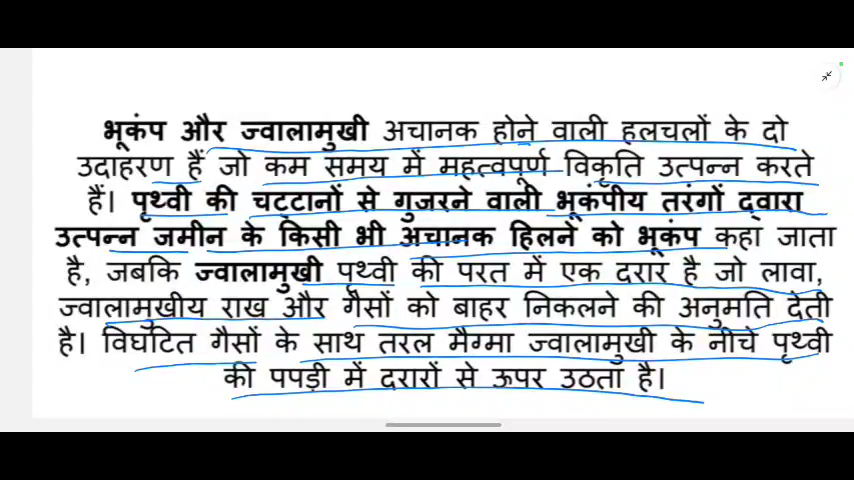 भूकंप और ज्वालामुखी अचानक होने वाली हलचलों के दो
उदाहरण हैं जो कम समय में महत्वपूर्ण विकृति उत्पन्न करते
हैं। पृथ्वी की चट्टानों से गुजरने वाली भूकंपीय तरंगों द्वारा
उत्पन्न जमीन के किसी भी अचानक हिलने को भूकंप कहा जाता
है, जबकि ज्वालामुखी पृथ्वी की परत में एक दरार है जो लावा,
ज्वालामुखीय राख और गैसों को बाहर निकलने की अनुमति देती
है। विघटित गैसों के साथ तरल मैग्मा ज्वालामुखी के नीचे पृथ्वी
की पपड़ी में दरारों से ऊपर उठता है।